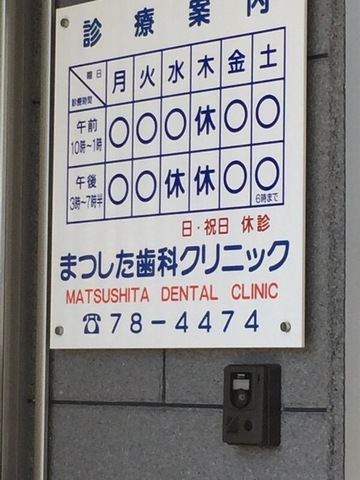 診療案内
曜日 月 火 水 木 金 土
診療時間
午前 10時~1時 ○ ○ ○ 休 ○ ○
午後 3時~7時半 ○ ○ 休 休 ○ ○ 6時まで
日・祝日 休診
まつした歯科クリニック
MATSUSHITA DENTAL CLINIC
☎78-4474